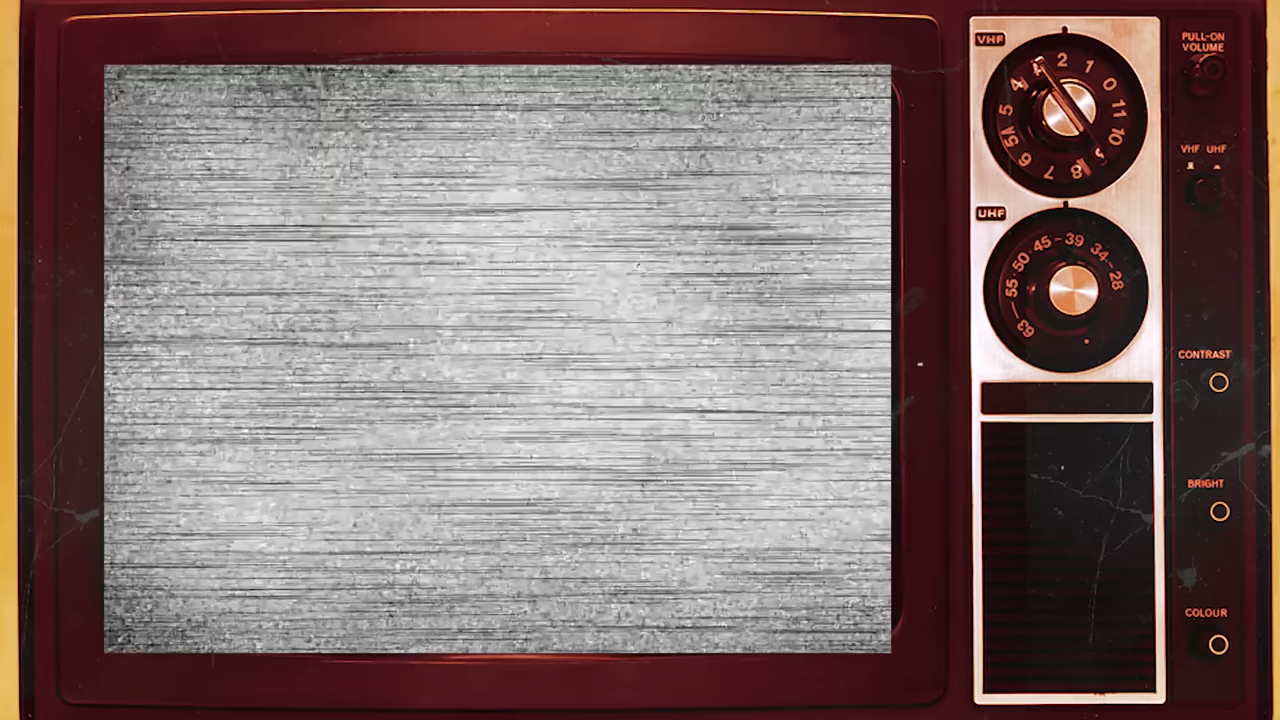 VHF
2 1 0 11 10 9 8 7 6 5A 5 4 3
UHF
63 - 55 - 50 - 45 - 39 34 - 28
PULL-ON
VOLUME
VHF UHF
CONTRAST
BRIGHT
COLOUR